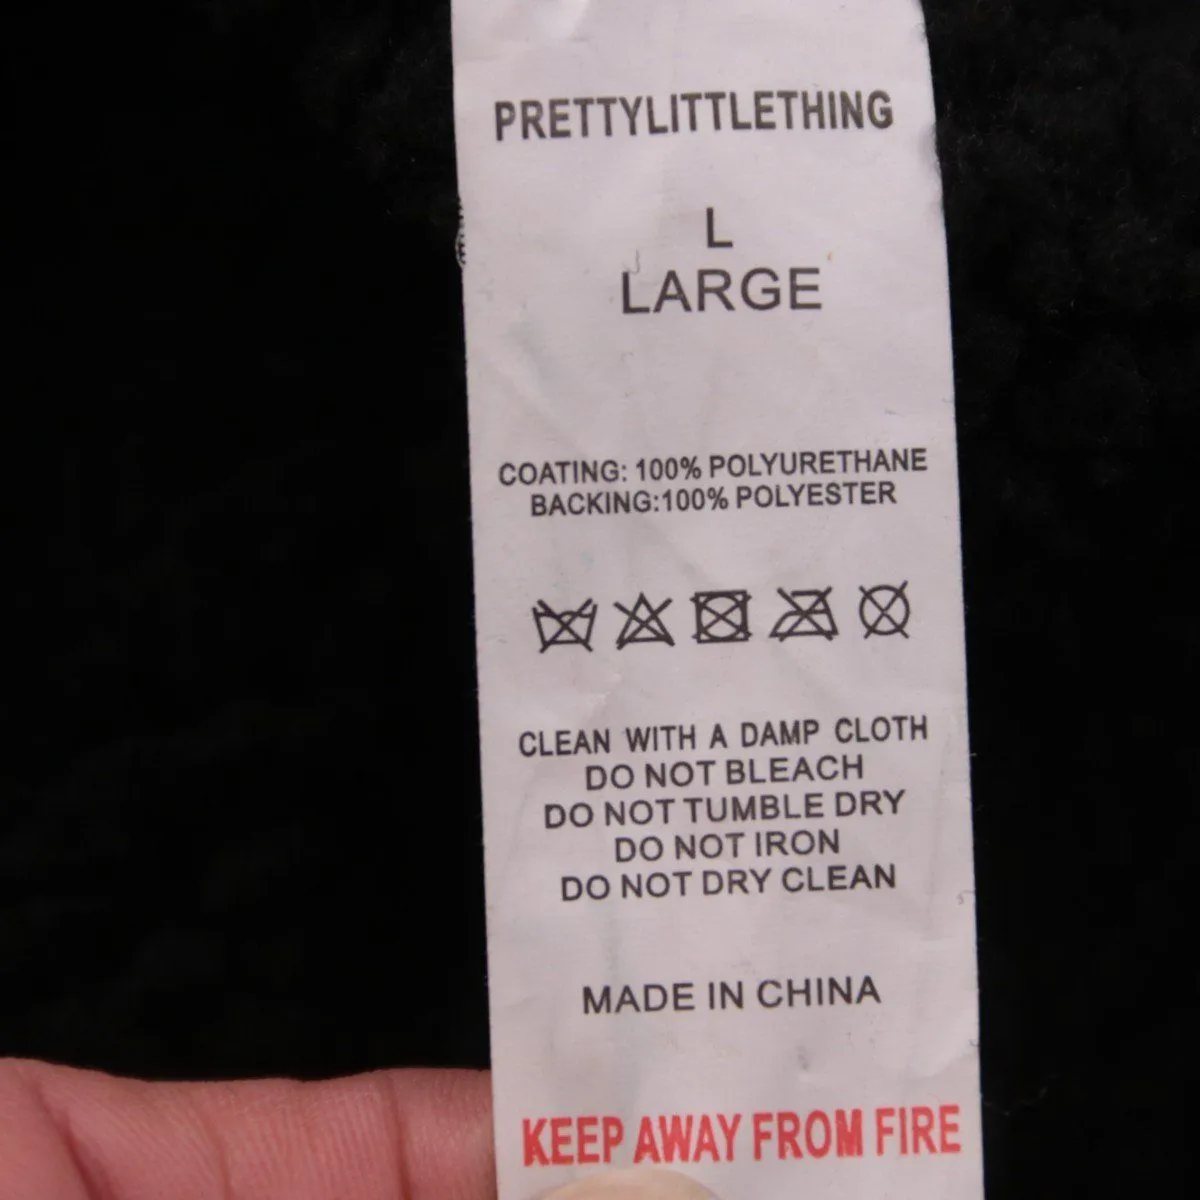 PRETTYLITTLETHING
L
LARGE
COATING: 100% POLYURETHANE
BACKING:100% POLYESTER
CLEAN WITH A DAMP CLOTH
DO NOT BLEACH
DO NOT TUMBLE DRY
DO NOT IRON
DO NOT DRY CLEAN
MADE IN CHINA
KEEP AWAY FROM FIRE